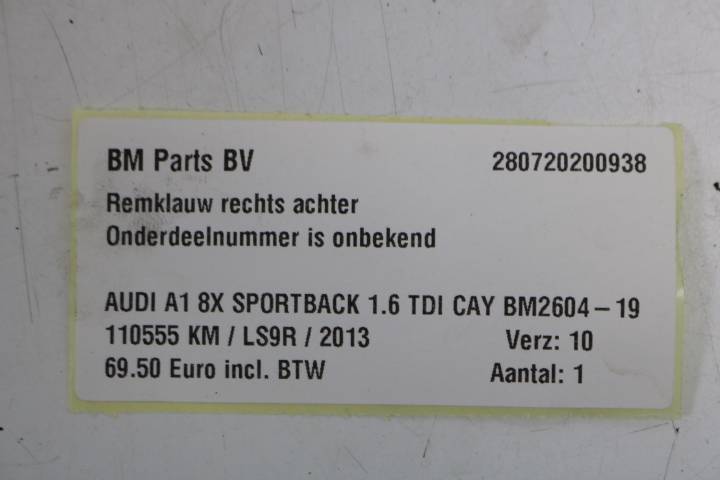 BM Parts BV 280720200938
Remklauw rechts achter
Onderdeelnummer is onbekend
AUDI A1 8X SPORTBACK 1.6 TDI CAY BM2604-19
110555 KM / LS9R / 2013 Verz: 10
69.50 Euro incl. BTW Aantal: 1